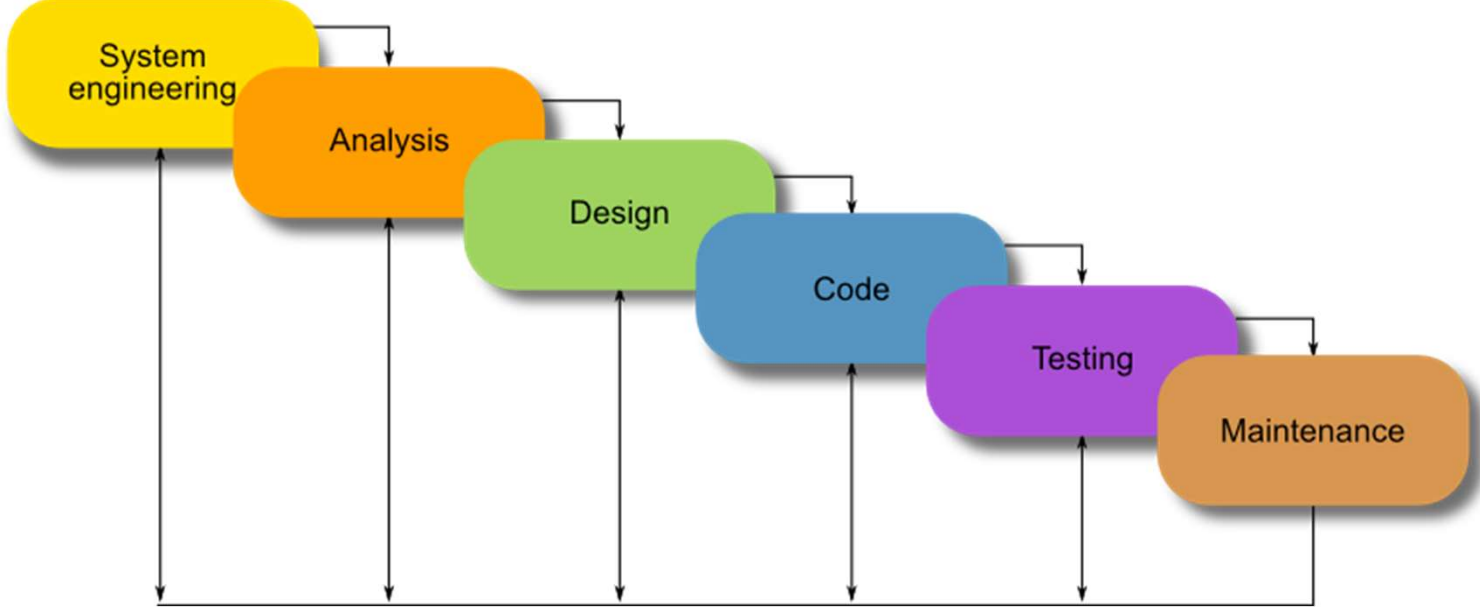 System
engineering
Analysis
Design
Code
Testing
Maintenance